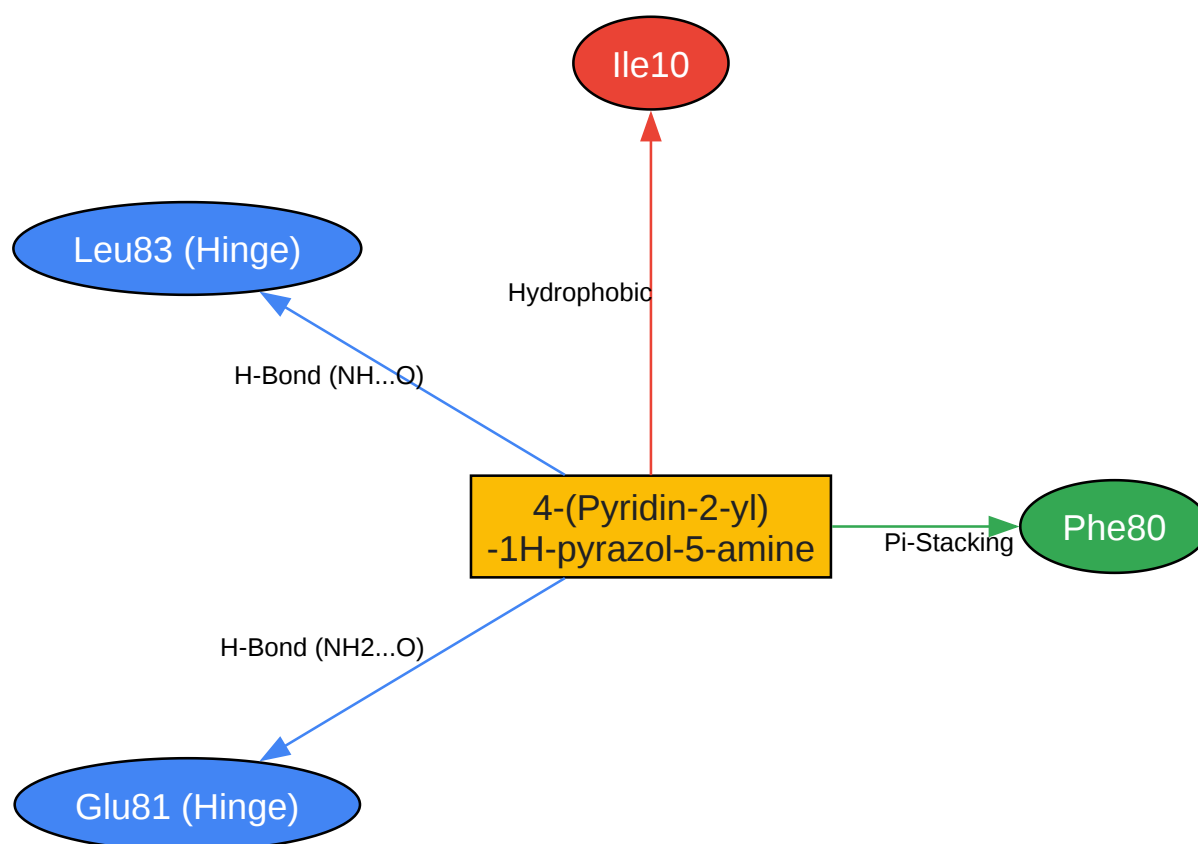 Ile10
Leu83 (Hinge)
Hydrophobic
H-Bond (NH...O)
4-(Pyridin-2-yl)
-1H-pyrazol-5-amine
Phe80
Pi-Stacking
H-Bond (NH2...O)
Glu81 (Hinge)